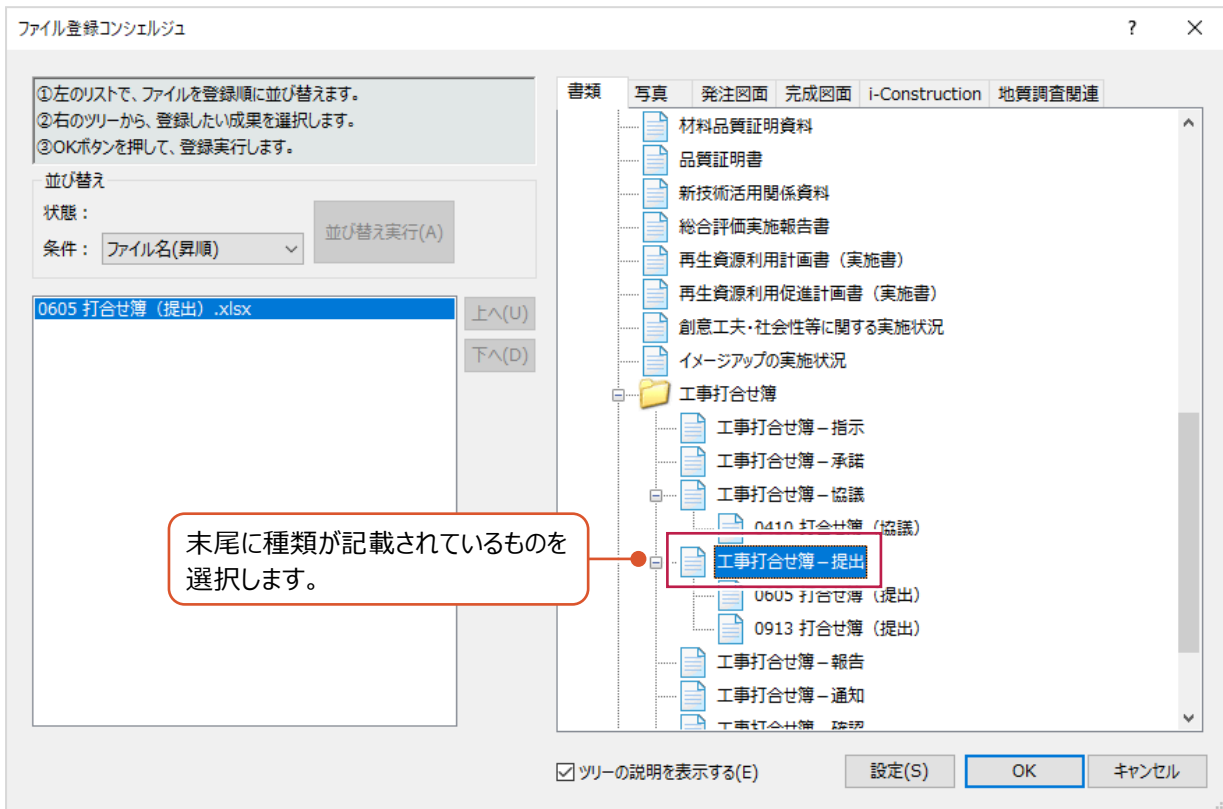 ファイル登録コンシェルジュ
?
①左のリストで、ファイルを登録順に並び替えます。
②右のツリーから、登録したい成果を選択します。
③OKボタンを押して、登録実行します。
並び替え
状態：
条件： ファイル名(昇順)
並び替え実行(A)
0605 打合せ簿（提出）.xlsx
上へ(U)
下へ(D)
書類 写真 発注図面 完成図面 i-Construction 地質調査関連
材料品質証明資料
品質証明書
新技術活用関係資料
総合評価実施報告書
再生資源利用計画書（実施書）
再生資源利用促進計画書（実施書）
創意工夫・社会性等に関する実施状況
イメージアップの実施状況
工事打合せ簿
工事打合せ簿－指示
工事打合せ簿－承諾
工事打合せ簿－協議
0410 打合せ簿（協議）
工事打合せ簿－提出
0605 打合せ簿（提出）
0913 打合せ簿（提出）
工事打合せ簿－報告
工事打合せ簿－通知
工事打合せ簿－確認
末尾に種類が記載されているものを
選択します。
ツリーの説明を表示する(E)
設定(S)
OK
キャンセル